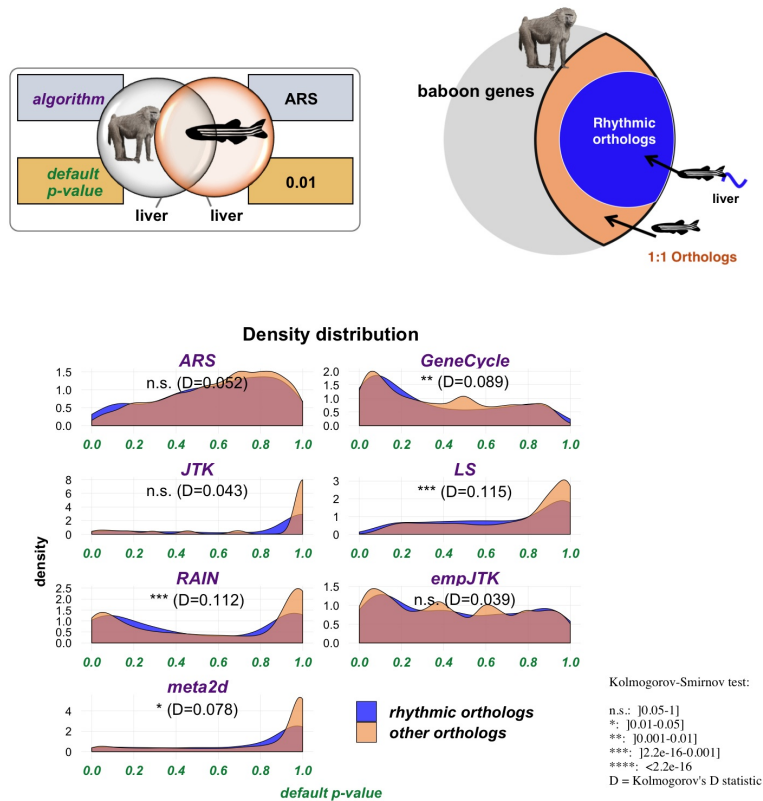 algorithm
ARS
default
p-value
0.01
liver
liver
baboon genes
Rhythmic
orthologs
liver
1:1 Orthologs
Density distribution
ARS
n.s. (D=0.052)
1.5
1.0
0.5
0.0
0.0 0.2 0.4 0.6 0.8 1.0
GeneCycle
** (D=0.089)
2.0
1.5
1.0
0.5
0.0
0.0 0.2 0.4 0.6 0.8 1.0
JTK
n.s. (D=0.043)
8
6
4
2
0
0.0 0.2 0.4 0.6 0.8 1.0
LS
*** (D=0.115)
3
2
1
0
0.0 0.2 0.4 0.6 0.8 1.0
density
RAIN
*** (D=0.112)
2.5
2.0
1.5
1.0
0.5
0.0
0.0 0.2 0.4 0.6 0.8 1.0
empJTK
n.s. (D=0.039)
1.5
1.0
0.5
0.0
0.0 0.2 0.4 0.6 0.8 1.0
meta2d
* (D=0.078)
4
2
0
0.0 0.2 0.4 0.6 0.8 1.0
default p-value
rhythmic orthologs
other orthologs
Kolmogorov-Smirnov test:
n.s.: ]0.05-1]
*: ]0.01-0.05]
**: ]0.001-0.01]
***: ]2.2e-16-0.001]
****: <2.2e-16
D = Kolmogorov's D statistic